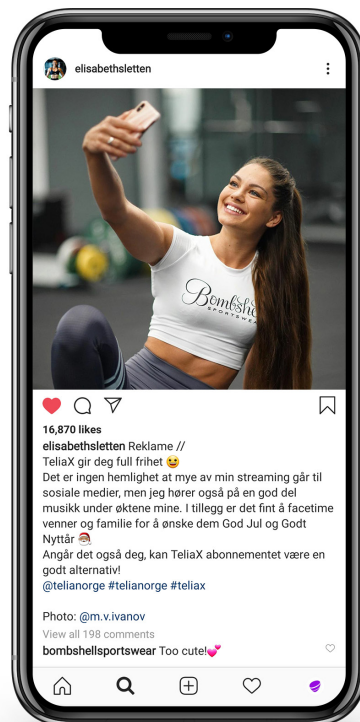 elisabethsletten
Bombshe
SPORTSWEA
16,870 likes
elisabethsletten Reklame //
TeliaX gir deg full frihet 😉
Det er ingen hemlighet at mye av min streaming går til
sosiale medier, men jeg hører også på en god del
musikk under øktene mine. I tillegg er det fint å facetime
venner og familie for å ønske dem God Jul og Godt
Nyttår 🎅
Angår det også deg, kan TeliaX abonnementet være en
godt alternativ!
@telianorge #telianorge #teliax
Photo: @m.v.ivanov
View all 198 comments
bombshellsportswear Too cute!💕